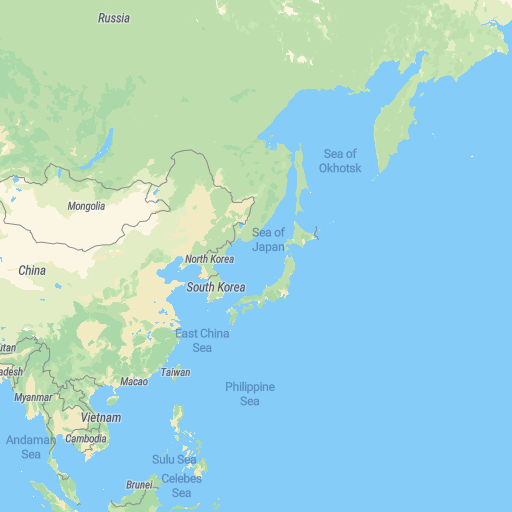 Russia
Sea of
Okhotsk
Mongolia
Sea of
Japan
North Korea
China
South Korea
East China
Sea
utan
Taiwan
adesh
Macao
Philippine
Sea
Myanmar
Vietnam
Cambodia
Andaman
Sea
Sulu Sea
Celebes
Sea
Brunei